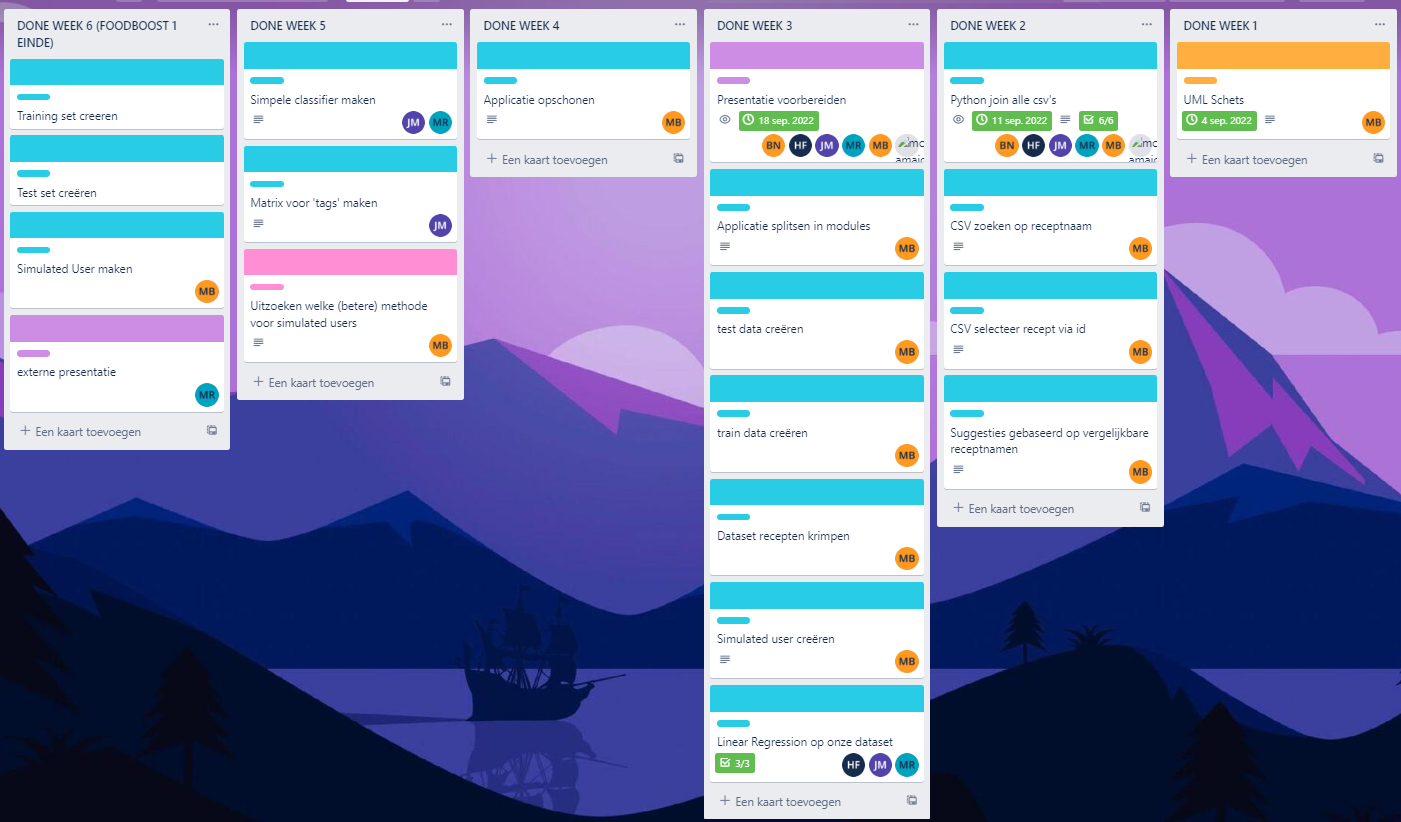 DONE WEEK 6 (FOODBOOST 1
EINDE)
Training set creeren
Test set creëren
Simulated User maken
MB
externe presentatie
MR
Een kaart toevoegen
DONE WEEK 5
Simpele classifier maken
JM MR
Matrix voor 'tags' maken
JM
Uitzoeken welke (betere) methode
voor simulated users
MB
Een kaart toevoegen
DONE WEEK 4
Applicatie opschonen
MB
Een kaart toevoegen
DONE WEEK 3
Presentatie voorbereiden
18 sep. 2022
BN HF JM MR MB
Applicatie splitsen in modules
MB
test data creëren
MB
train data creëren
MB
Dataset recepten krimpen
MB
Simulated user creëren
MB
Linear Regression op onze dataset
3/3 HF JM MR
Een kaart toevoegen
DONE WEEK 2
Python join alle csv's
11 sep. 2022 6/6
BN HF JM MR MB
CSV zoeken op receptnaam
MB
CSV selecteer recept via id
MB
Suggesties gebaseerd op vergelijkbare
receptnamen
MB
Een kaart toevoegen
DONE WEEK 1
UML Schets
4 sep. 2022 MB
Een kaart toevoegen